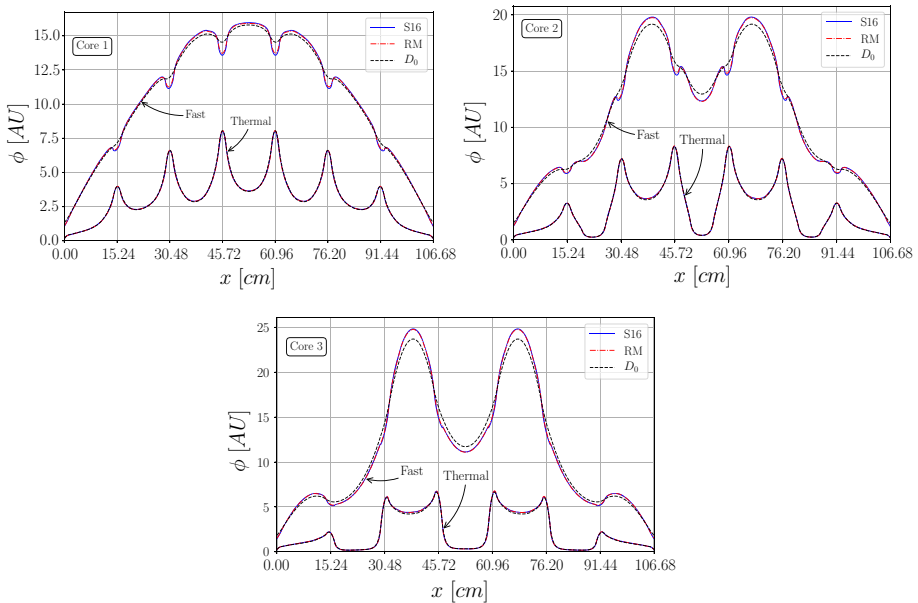 Core 1
S16
RM
D₀
15.0
12.5
10.0
7.5
5.0
2.5
0.0
ϕ [AU]
Fast
Thermal
0.00 15.24 30.48 45.72 60.96 76.20 91.44 106.68
x [cm]
Core 2
S16
RM
D₀
20
15
10
5
0
ϕ [AU]
Fast
Thermal
0.00 15.24 30.48 45.72 60.96 76.20 91.44 106.68
x [cm]
Core 3
S16
RM
D₀
25
20
15
10
5
0
ϕ [AU]
Fast
Thermal
0.00 15.24 30.48 45.72 60.96 76.20 91.44 106.68
x [cm]